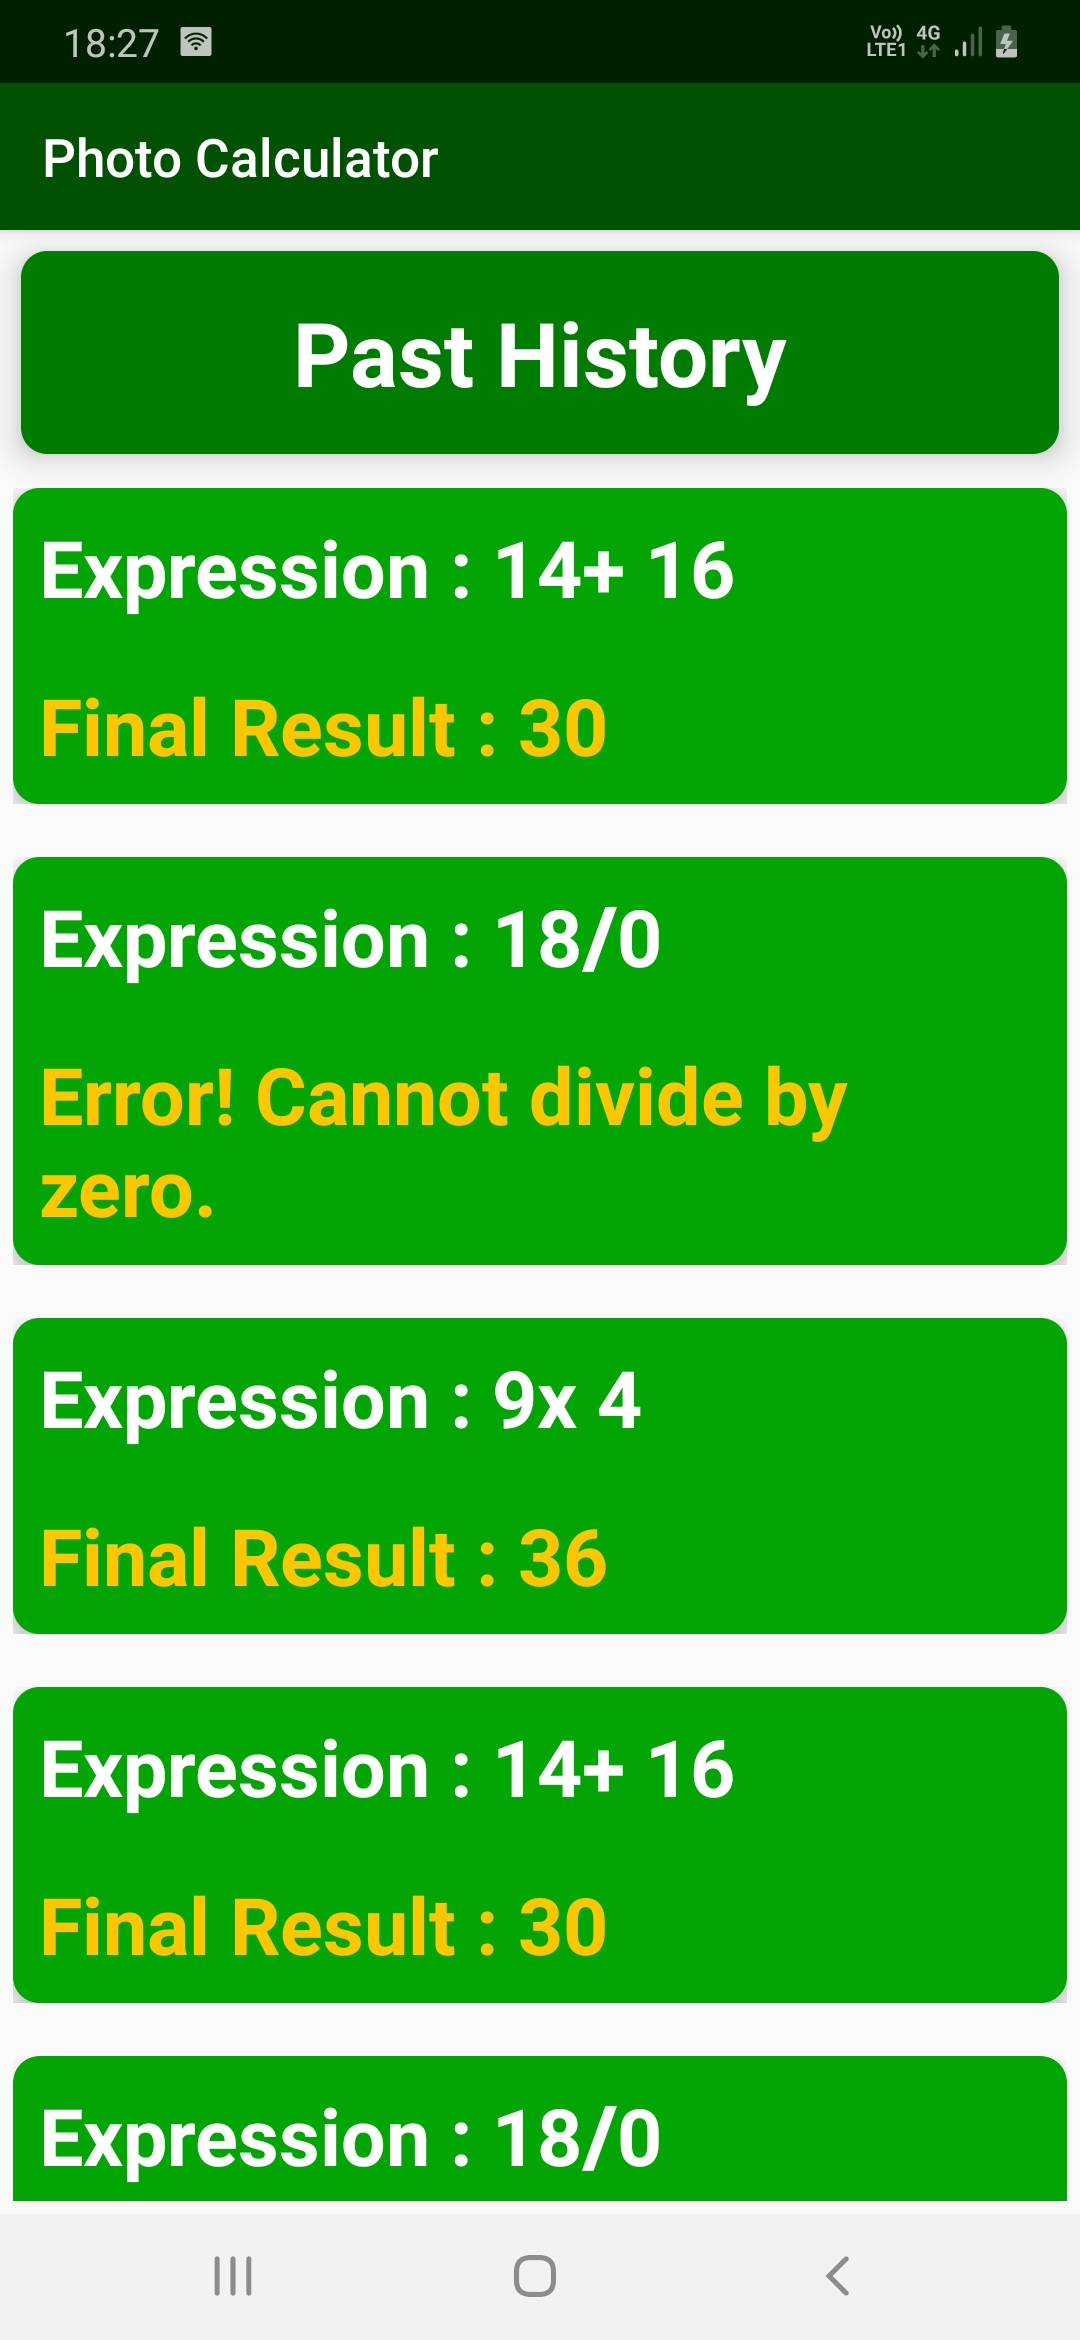 18:27
Vo)) 4G
LTE1
Photo Calculator
Past History
Expression : 14+ 16
Final Result : 30
Expression : 18/0
Error! Cannot divide by
zero.
Expression : 9x 4
Final Result : 36
Expression : 14+ 16
Final Result : 30
Expression : 18/0